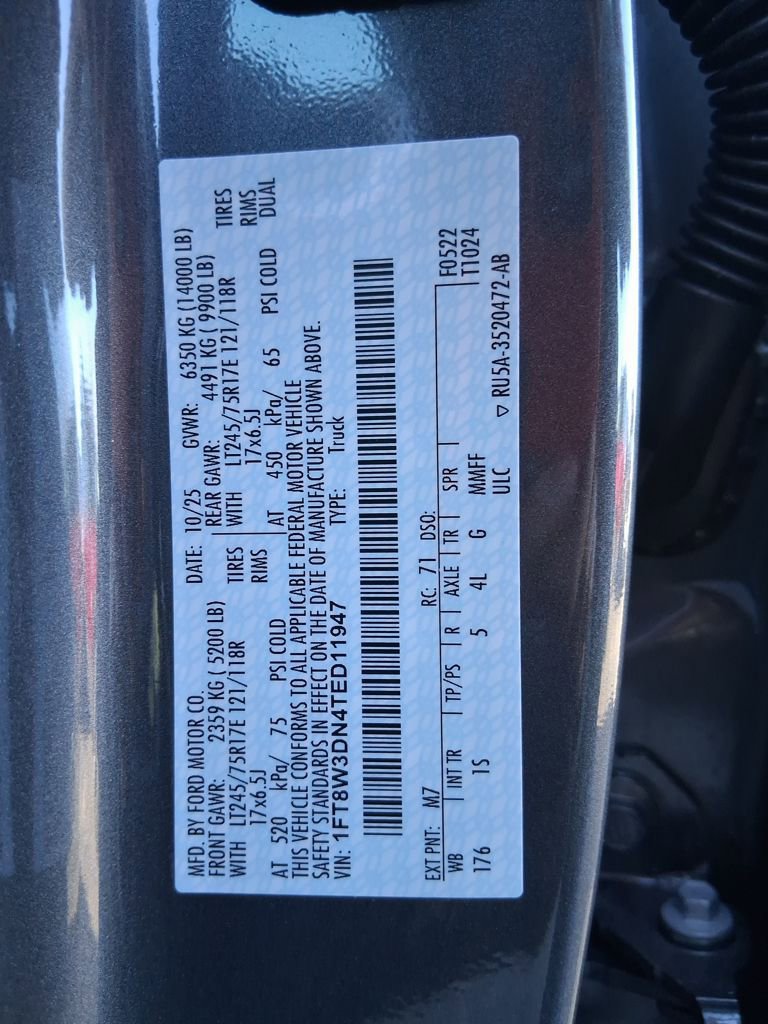 MFD. BY FORD MOTOR CO. DATE: 10/25 GVWR: 6350 KG (14000 LB)
FRONT GAWR: 2359 KG ( 5200 LB) REAR GAWR: 4491 KG ( 9900 LB)
WITH LT245/75R17E 121/118R TIRES WITH LT245/75R17E 121/118R TIRES
17x6.5J RIMS 17x6.5J RIMS
AT 520 kPa/ 75 PSI COLD AT 450 kPa/ 65 PSI COLD DUAL
THIS VEHICLE CONFORMS TO ALL APPLICABLE FEDERAL MOTOR VEHICLE
SAFETY STANDARDS IN EFFECT ON THE DATE OF MANUFACTURE SHOWN ABOVE.
VIN: 1FT8W3DN4TED11947 TYPE: Truck
EXT PNT: M7 RC: 71 DSO: F0522
WB INT TR TP/PS R AXLE TR SPR T1024
176 1S 5 4L G MMFF
ULC ▽ RU5A-3520472-AB